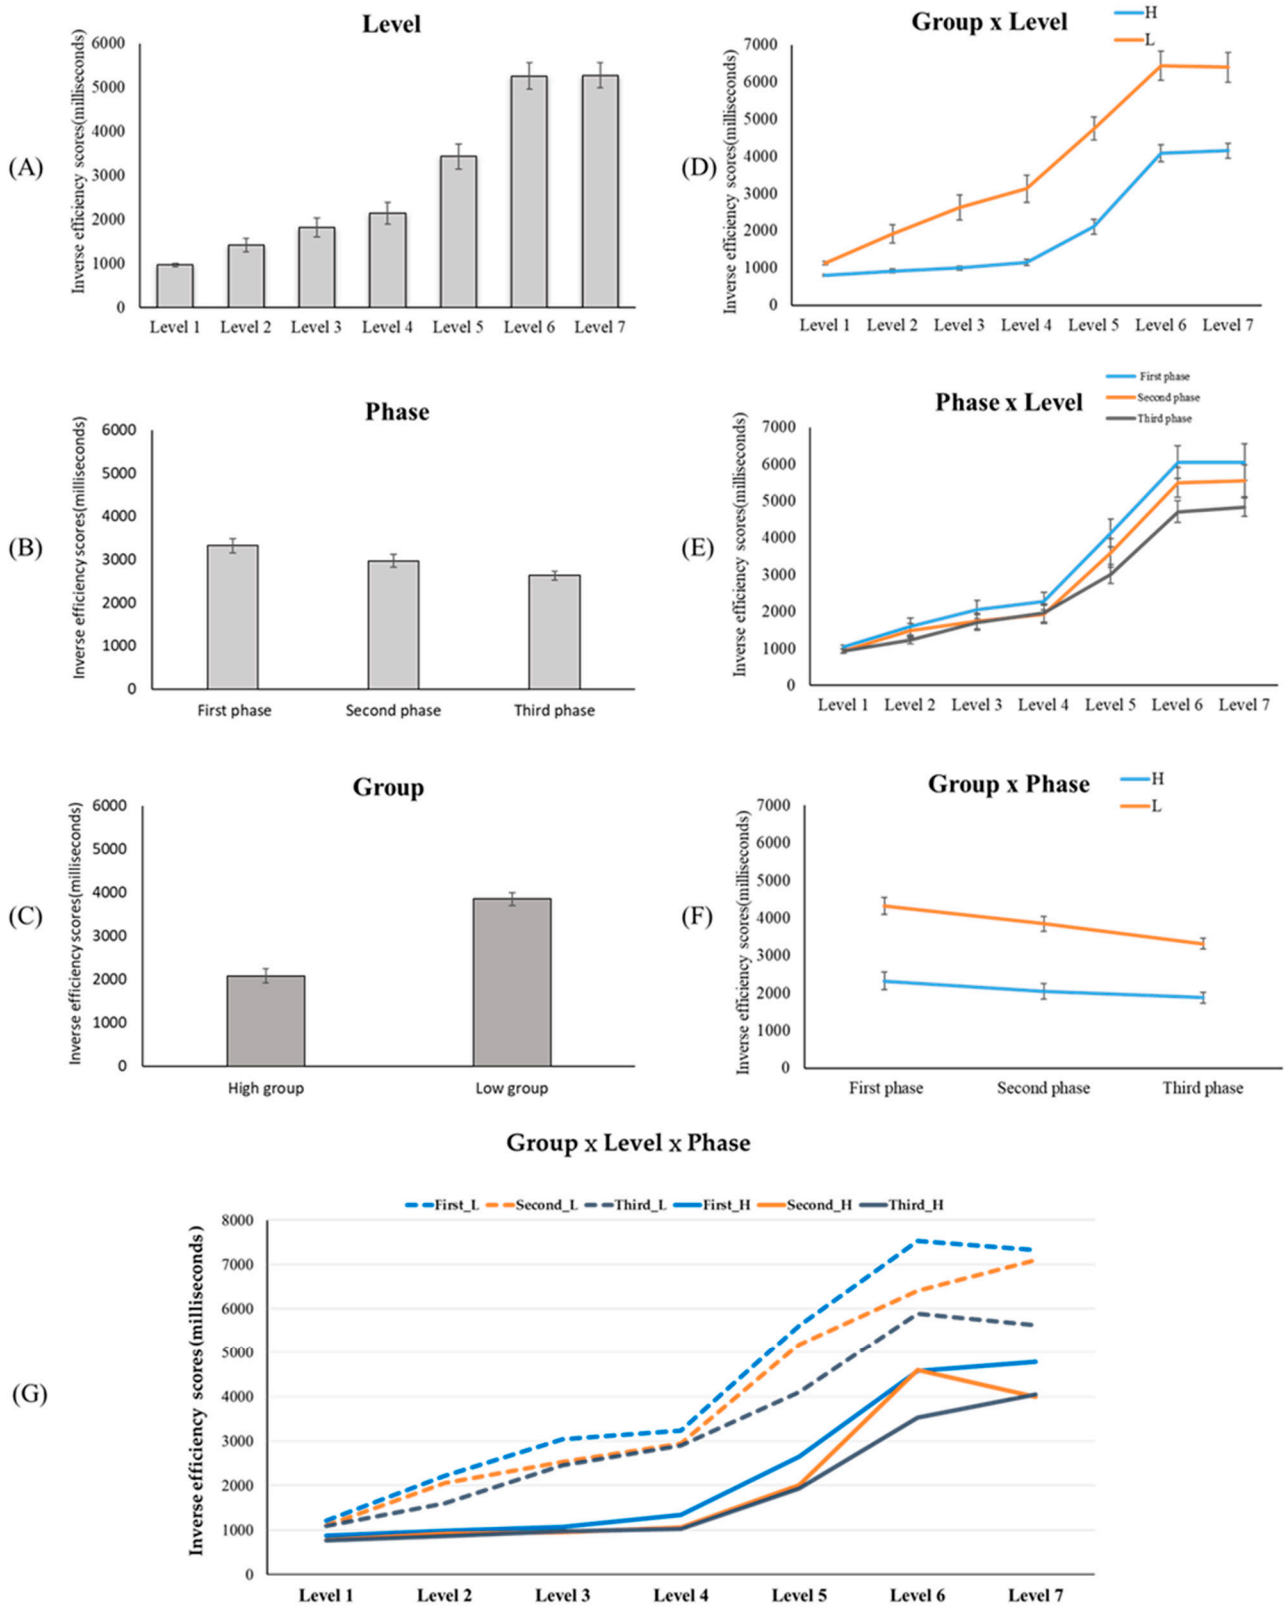 (A)
Level
Inverse efficiency scores(milliseconds)
6000
5000
4000
3000
2000
1000
0
Level 1 Level 2 Level 3 Level 4 Level 5 Level 6 Level 7
(D)
Group x Level
H
L
Inverse efficiency scores(milliseconds)
7000
6000
5000
4000
3000
2000
1000
0
Level 1 Level 2 Level 3 Level 4 Level 5 Level 6 Level 7
(B)
Phase
Inverse efficiency scores(milliseconds)
6000
5000
4000
3000
2000
1000
0
First phase Second phase Third phase
(E)
Phase x Level
First phase
Second phase
Third phase
Inverse efficiency scores(milliseconds)
7000
6000
5000
4000
3000
2000
1000
0
Level 1 Level 2 Level 3 Level 4 Level 5 Level 6 Level 7
(C)
Group
Inverse efficiency scores(milliseconds)
6000
5000
4000
3000
2000
1000
0
High group Low group
(F)
Group x Phase
H
L
Inverse efficiency scores(milliseconds)
7000
6000
5000
4000
3000
2000
1000
0
First phase Second phase Third phase
(G)
Group x Level x Phase
First_L Second_L Third_L First_H Second_H Third_H
Inverse efficiency scores(milliseconds)
8000
7000
6000
5000
4000
3000
2000
1000
0
Level 1 Level 2 Level 3 Level 4 Level 5 Level 6 Level 7